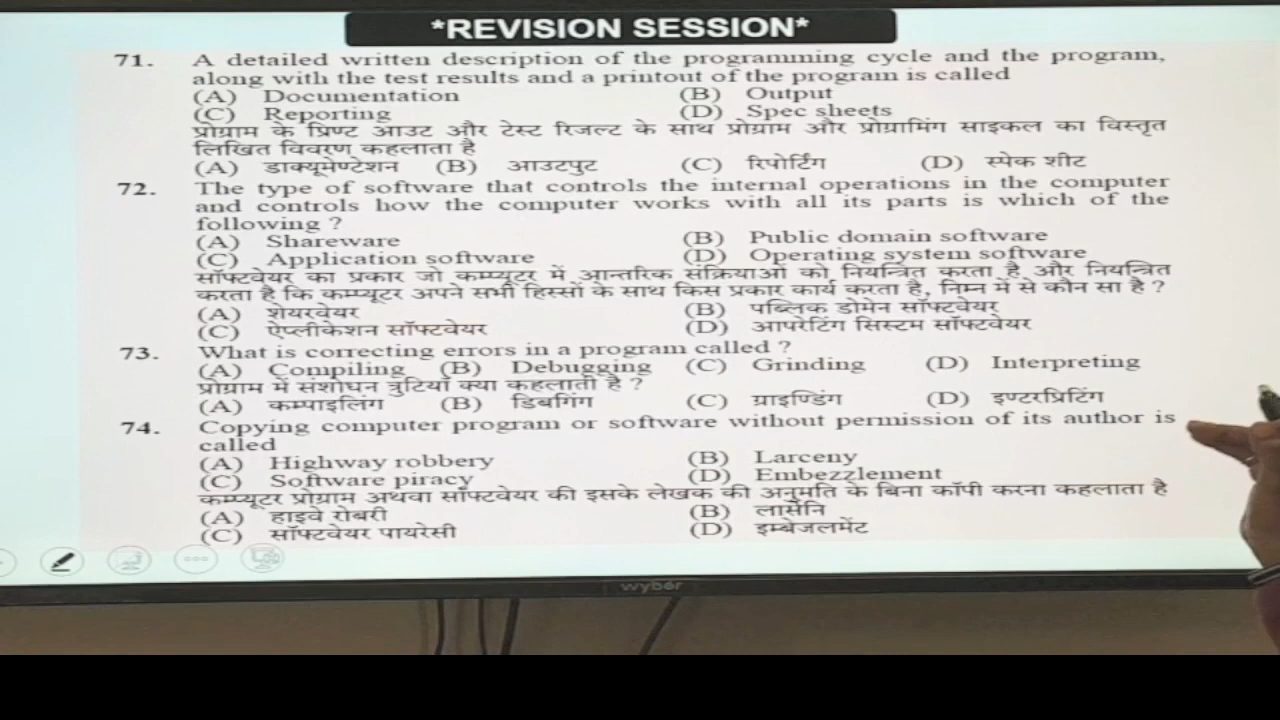 *REVISION SESSION*
71. A detailed written description of the programming cycle and the program,
along with the test results and a printout of the program is called
(A) Documentation (B) Output
(C) Reporting (D) Spec sheets
प्रोग्राम के प्रिण्ट आउट और टेस्ट रिजल्ट के साथ प्रोग्राम और प्रोग्रामिंग साइकल का विस्तृत
लिखित विवरण कहलाता है
(A) डाक्यूमेण्टेशन (B) आउटपुट (C) रिपोर्टिंग (D) स्पेक शीट
72. The type of software that controls the internal operations in the computer
and controls how the computer works with all its parts is which of the
following ?
(A) Shareware (B) Public domain software
(C) Application software (D) Operating system software
सॉफ्टवेयर का प्रकार जो कम्प्यूटर में आन्तरिक संक्रियाओं को नियन्त्रित करता है और नियन्त्रित
करता है कि कम्प्यूटर अपने सभी हिस्सों के साथ किस प्रकार कार्य करता है, निम्न में से कौन सा है ?
(A) शेयरवेयर (B) पब्लिक डोमेन सॉफ्टवेयर
(C) ऐप्लीकेशन सॉफ्टवेयर (D) आपरेटिंग सिस्टम सॉफ्टवेयर
73. What is correcting errors in a program called ?
(A) Compiling (B) Debugging (C) Grinding (D) Interpreting
प्रोग्राम में संशोधन त्रुटियाँ क्या कहलाती है ?
(A) कम्पाइलिंग (B) डिबगिंग (C) ग्राइण्डिंग (D) इण्टरप्रिटिंग
74. Copying computer program or software without permission of its author is
called
(A) Highway robbery (B) Larceny
(C) Software piracy (D) Embezzlement
कम्प्यूटर प्रोग्राम अथवा सॉफ्टवेयर की इसके लेखक की अनुमति के बिना कॉपी करना कहलाता है
(A) हाइवे रोबरी (B) लार्सेनि
(C) सॉफ्टवेयर पायरेसी (D) इम्बेजलमेंट
wyber